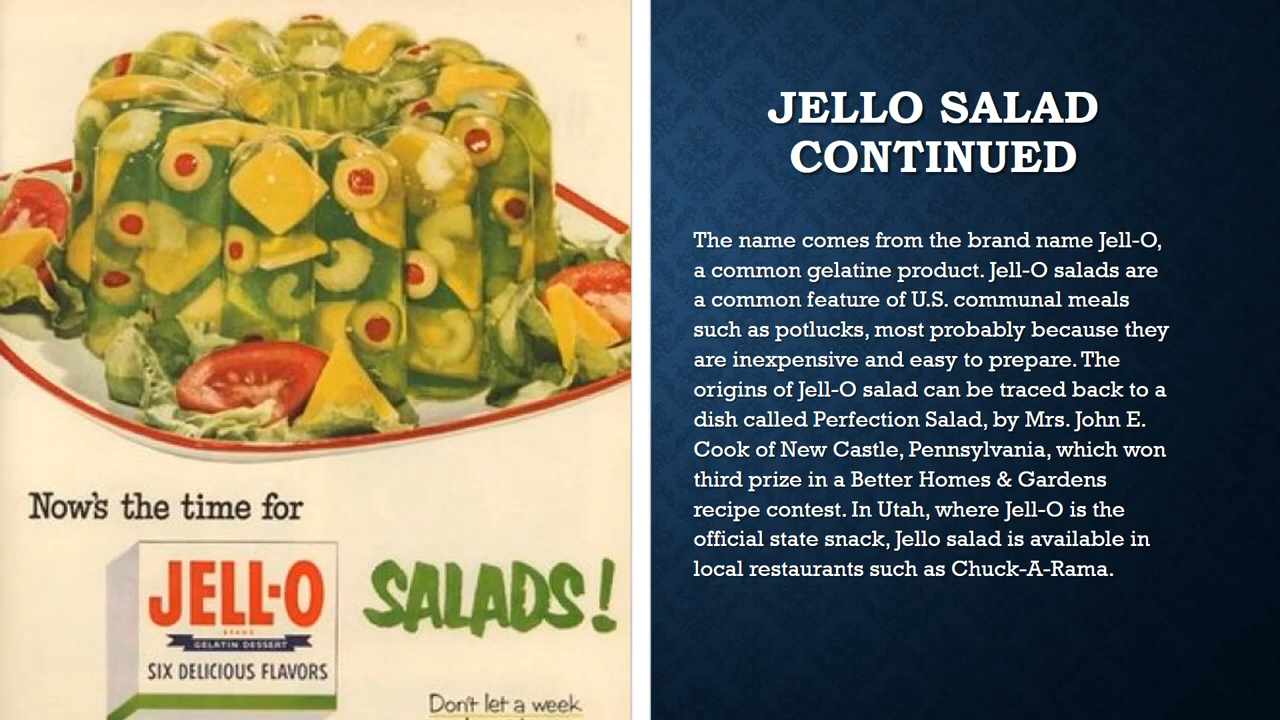 Now's the time for
JELL-O
BRAND
GELATIN DESSERT
SIX DELICIOUS FLAVORS
SALADS!
Don't let a week
JELLO SALAD
CONTINUED
The name comes from the brand name Jell-O,
a common gelatine product. Jell-O salads are
a common feature of U.S. communal meals
such as potlucks, most probably because they
are inexpensive and easy to prepare. The
origins of Jell-O salad can be traced back to a
dish called Perfection Salad, by Mrs. John E.
Cook of New Castle, Pennsylvania, which won
third prize in a Better Homes & Gardens
recipe contest. In Utah, where Jell-O is the
official state snack, Jello salad is available in
local restaurants such as Chuck-A-Rama.